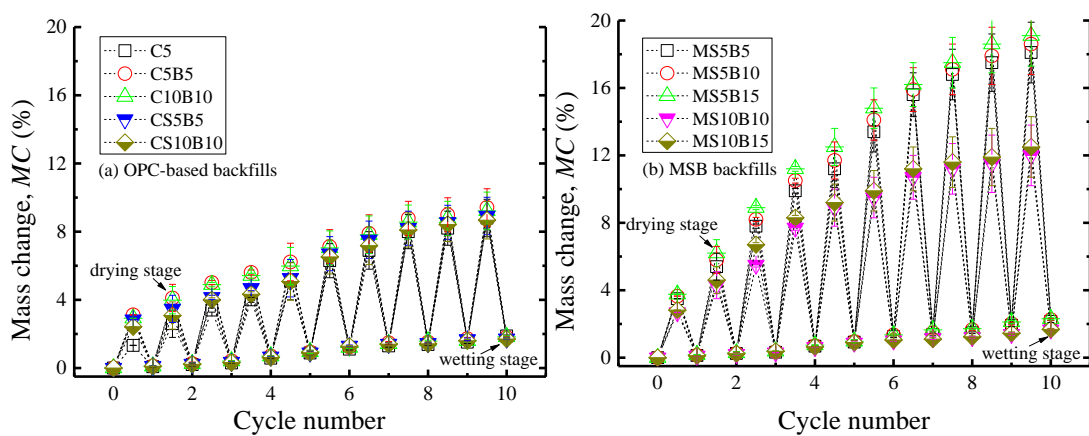 20
16
12
8
4
0
Mass change, MC (%)
C5
C5B5
C10B10
CS5B5
CS10B10
(a) OPC-based backfills
drying stage
wetting stage
0 2 4 6 8 10
Cycle number
20
16
12
8
4
0
Mass change, MC (%)
MS5B5
MS5B10
MS5B15
MS10B10
MS10B15
(b) MSB backfills
drying stage
wetting stage
0 2 4 6 8 10
Cycle number